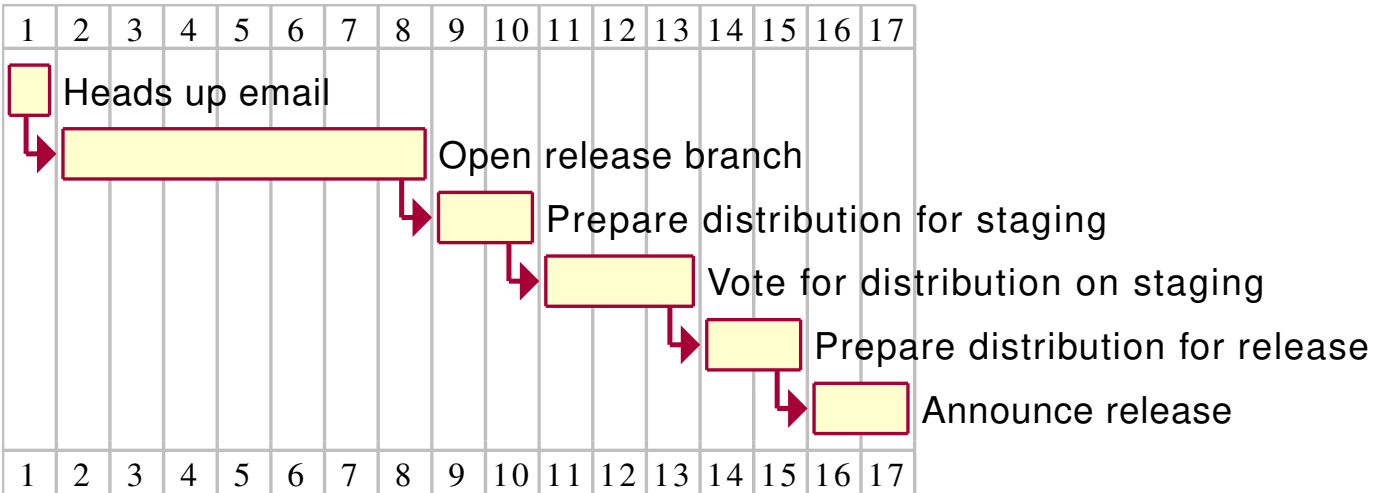 1 2 3 4 5 6 7 8 9 10 11 12 13 14 15 16 17
Heads up email
Open release branch
Prepare distribution for staging
Vote for distribution on staging
Prepare distribution for release
Announce release
1 2 3 4 5 6 7 8 9 10 11 12 13 14 15 16 17